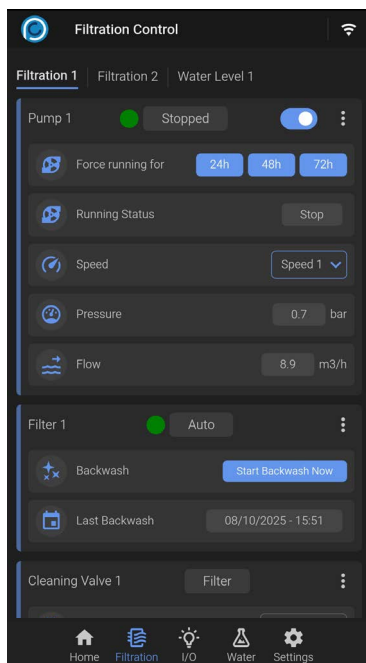 Filtration Control
Filtration 1 Filtration 2 Water Level 1
Pump 1 Stopped
Force running for 24h 48h 72h
Running Status Stop
Speed Speed 1
Pressure 0.7 bar
Flow 8.9 m3/h
Filter 1 Auto
Backwash Start Backwash Now
Last Backwash 08/10/2025 - 15:51
Cleaning Valve 1 Filter
Home Filtration I/O Water Settings